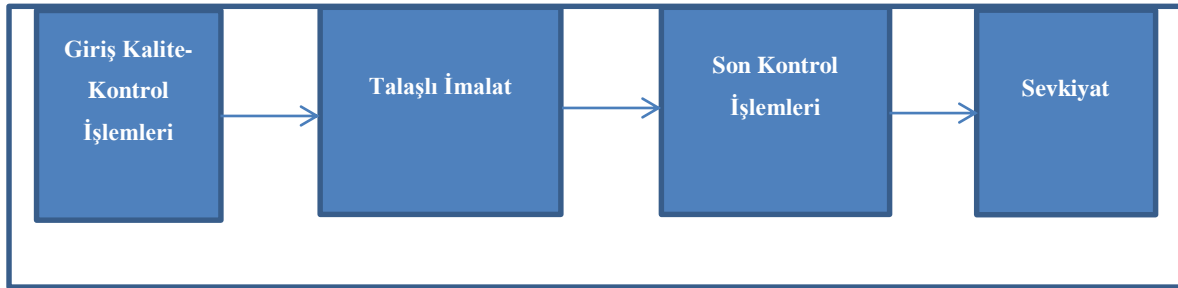 Giriş Kalite-
Kontrol
İşlemleri
Talaşlı İmalat
Son Kontrol
İşlemleri
Sevkiyat